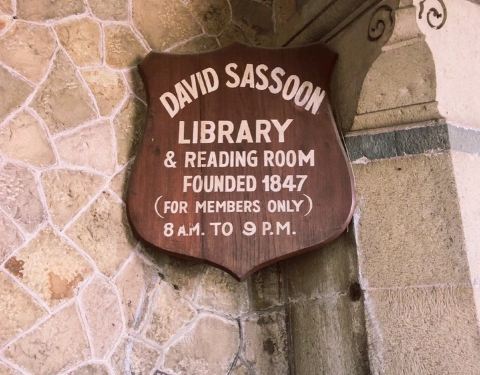 DAVID SASSOON
LIBRARY
& READING ROOM
FOUNDED 1847
(FOR MEMBERS ONLY)
8 A.M. TO 9 P.M.